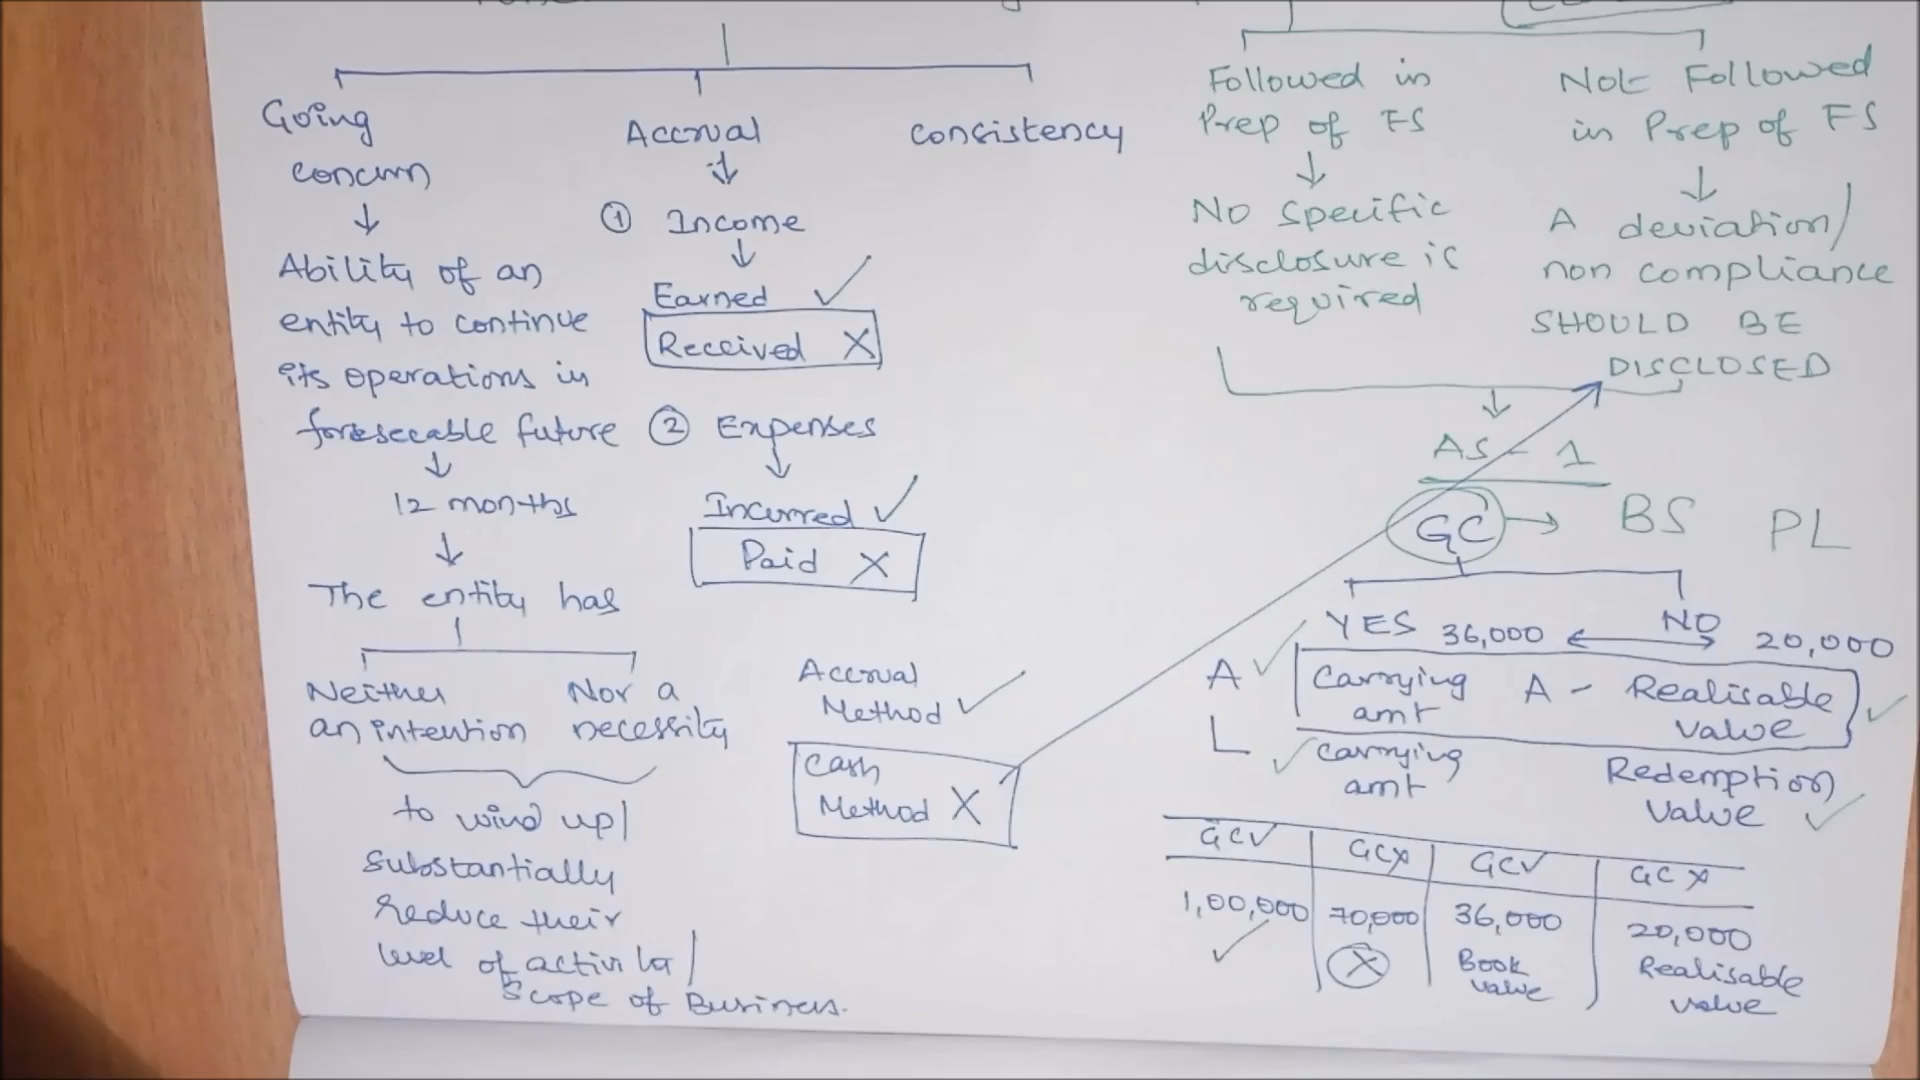 Going
concern
Ability of an
entity to continue
its operations in
foreseeable future
12 months
The entity has
Neither
an intention
Nor a
necessity
to wind up/
substantially
reduce their
level of activity/
Scope of Business.
Accrual
① Income
Earned ✓
Received X
② Expenses
Incurred ✓
Paid X
Accrual
Method ✓
Cash
Method X
consistency
Followed in
Prep of FS
No specific
disclosure is
required
Not Followed
in Prep of FS
A deviation/
non compliance
SHOULD BE
DISCLOSED
AS - 1
GC → BS PL
YES 36,000 ↔ NO 20,000
A ✓ Carrying
amt
A - Realisable
value ✓
L ✓ Carrying
amt
Redemption
Value ✓
GC✓ GCX GC✓ GCX
1,00,000 70,000 36,000 20,000
✓ X Book
value
Realisable
value